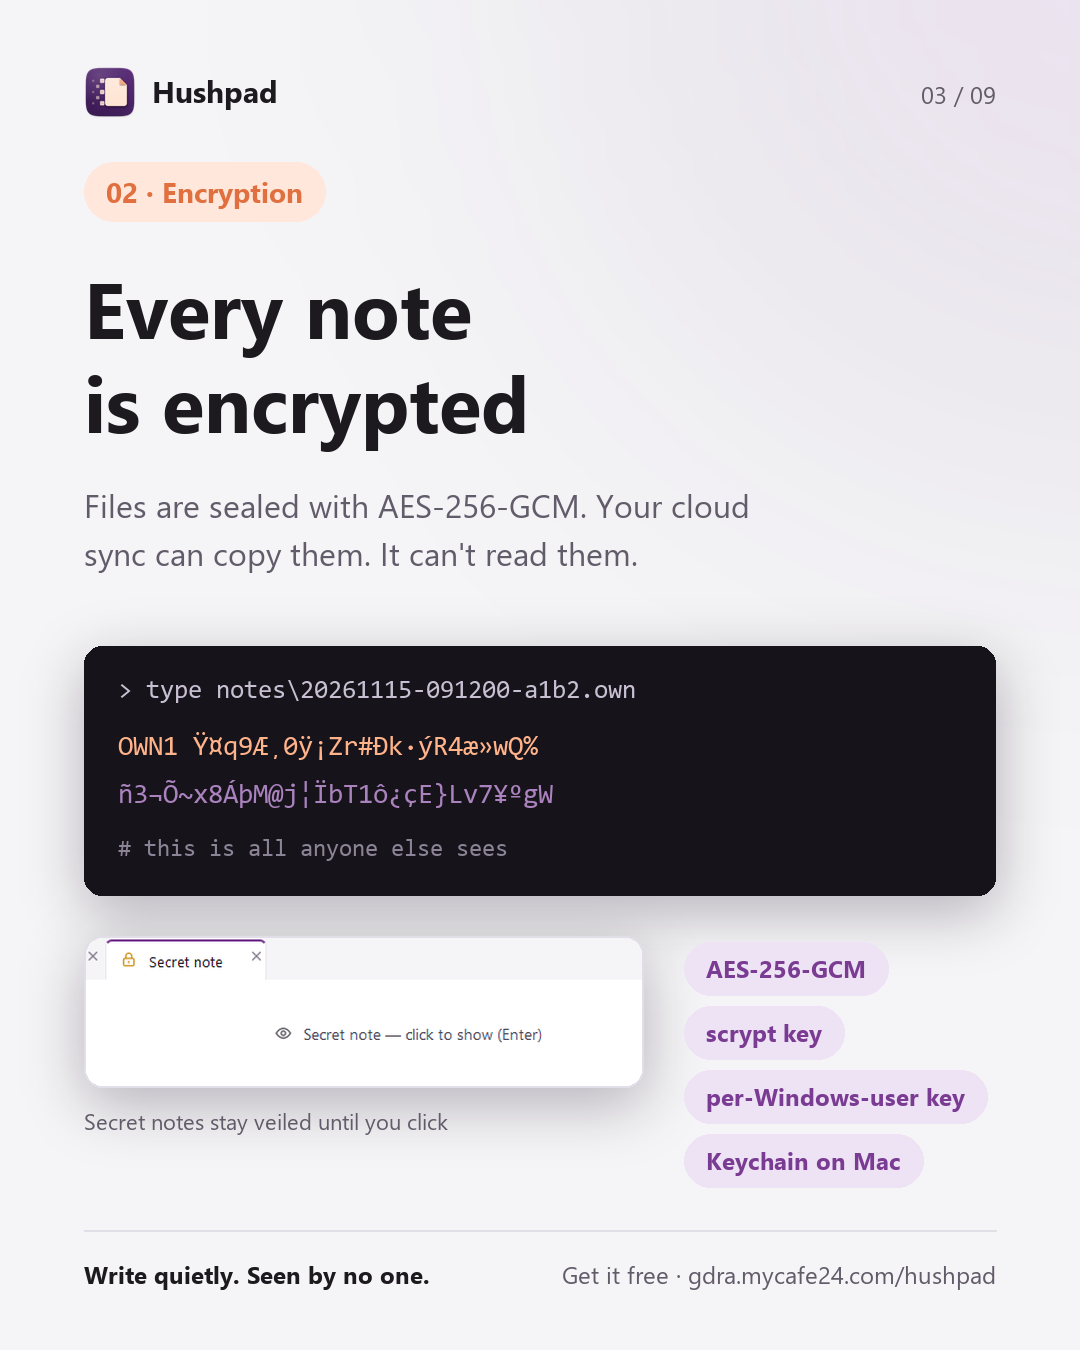 Hushpad
03 / 09
02 · Encryption
Every note
is encrypted
Files are sealed with AES-256-GCM. Your cloud
sync can copy them. It can't read them.
> type notes\20261115-091200-a1b2.own
OWN1 Ÿ¤q9Æ¸0ÿ¡Zr#Ðk·ýR4æ»wQ%
ñ3¬Õ~x8ÁþM@j¦ÏbT1ô¿çE}Lv7¥ºgW
# this is all anyone else sees
Secret note
Secret note — click to show (Enter)
Secret notes stay veiled until you click
AES-256-GCM
scrypt key
per-Windows-user key
Keychain on Mac
Write quietly. Seen by no one.
Get it free · gdra.mycafe24.com/hushpad